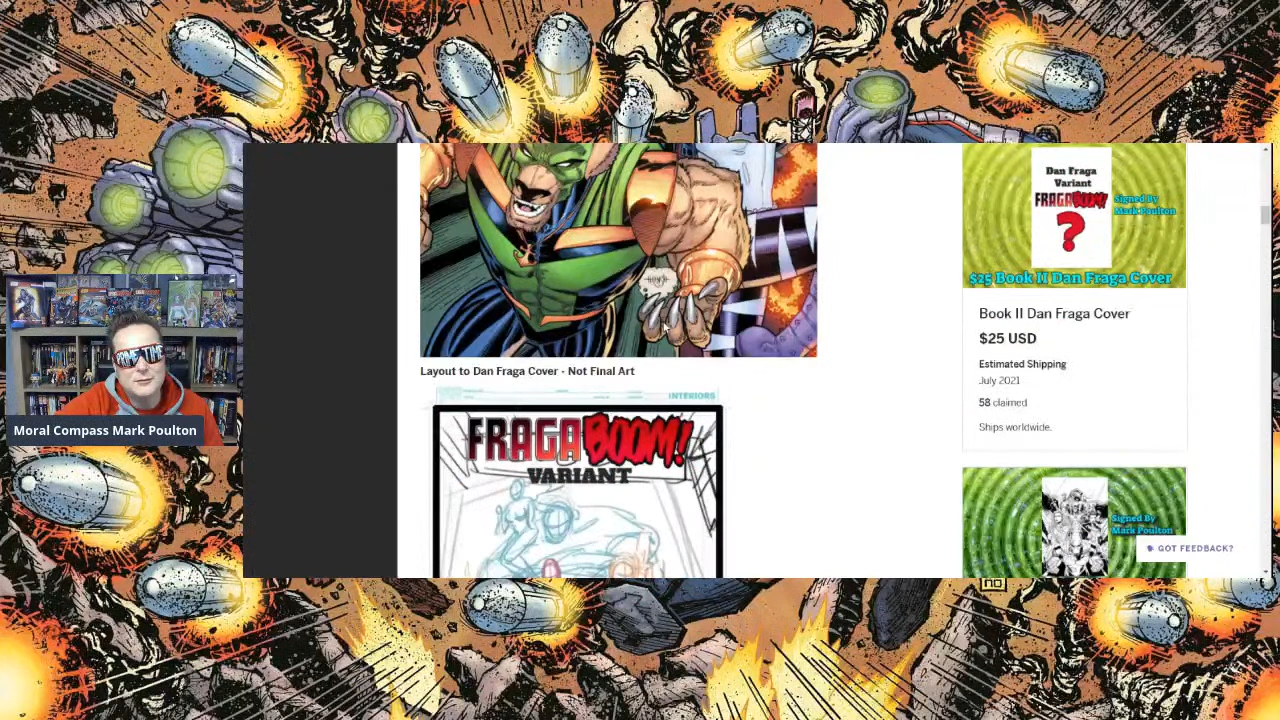 PRIME TIME
Moral Compass Mark Poulton
Layout to Dan Fraga Cover - Not Final Art
INTERIORS
FRAGABOOM!
VARIANT
Dan Fraga
Variant
FRAGABOOM!
?
Signed By
Mark Poulton
$25 Book II Dan Fraga Cover
Book II Dan Fraga Cover
$25 USD
Estimated Shipping
July 2021
58 claimed
Ships worldwide.
Signed By
Mark Poulton
GOT FEEDBACK?